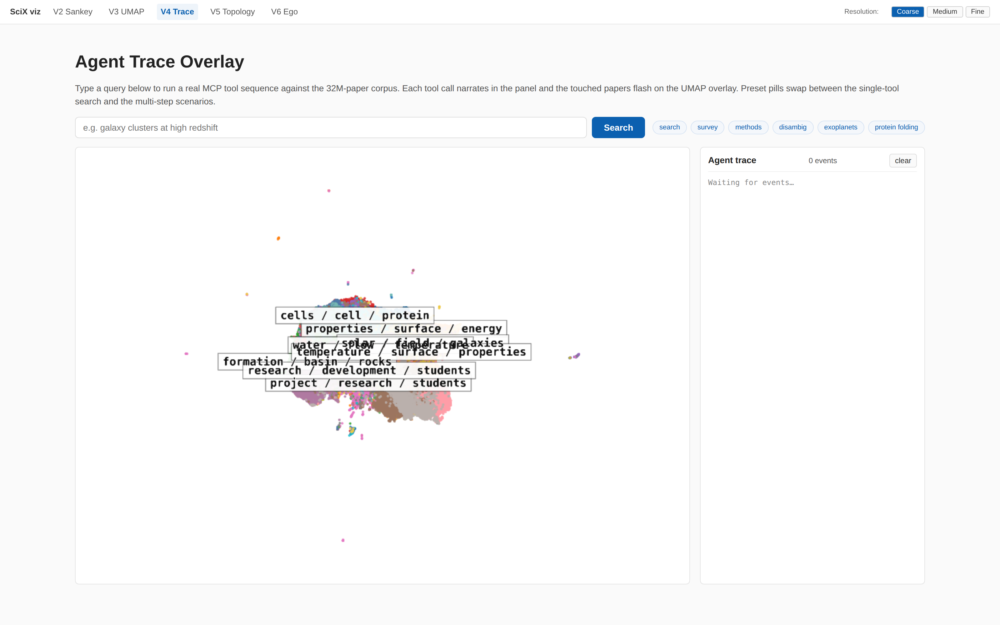 SciX viz V2 Sankey V3 UMAP V4 Trace V5 Topology V6 Ego Resolution: Coarse Medium Fine
Agent Trace Overlay
Type a query below to run a real MCP tool sequence against the 32M-paper corpus. Each tool call narrates in the panel and the touched papers flash on the UMAP overlay. Preset pills swap between the single-tool
search and the multi-step scenarios.
e.g. galaxy clusters at high redshift Search search survey methods disambig exoplanets protein folding
Agent trace 0 events clear
Waiting for events…
cells / cell / protein
properties / surface / energy
solar / field / galaxies
water / flow / temperature
temperature / surface / properties
formation / basin / rocks
research / development / students
project / research / students